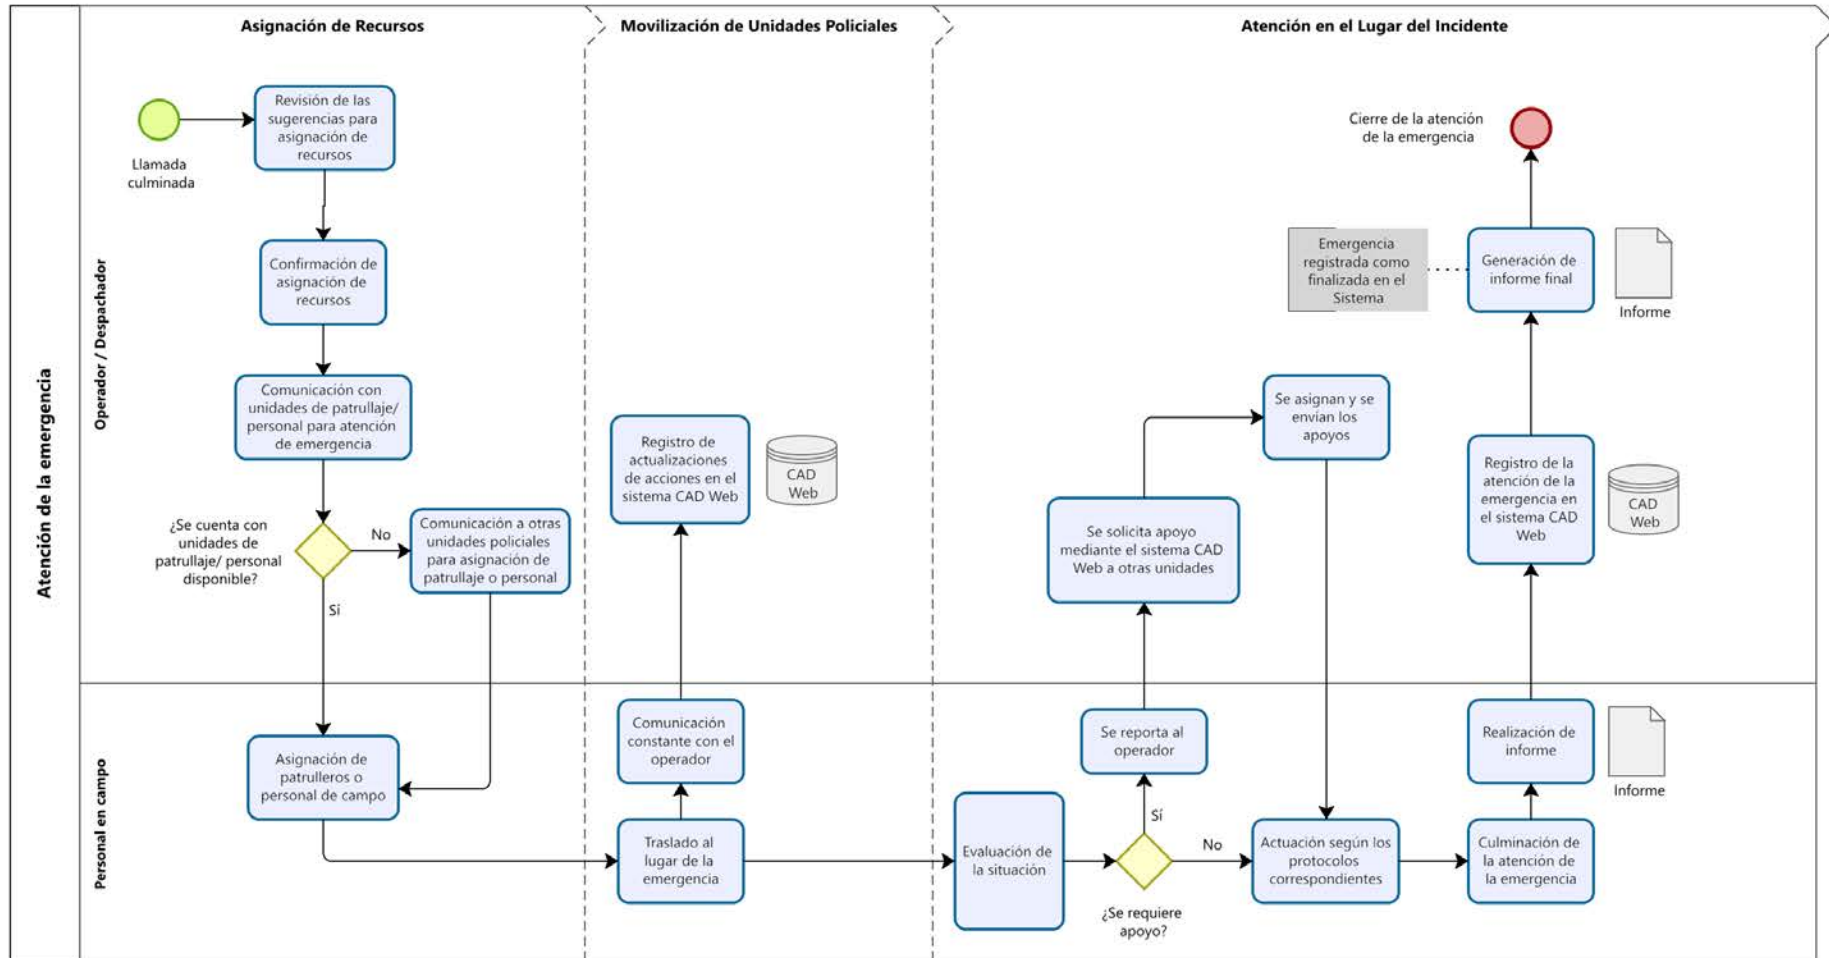 Asignación de Recursos
Movilización de Unidades Policiales
Atención en el Lugar del Incidente
Atención de la emergencia
Operador / Despachador
Llamada
culminada
Revisión de las
sugerencias para
asignación de
recursos
Confirmación de
asignación de
recursos
Comunicación con
unidades de patrullaje/
personal para atención
de emergencia
¿Se cuenta con
unidades de
patrullaje/ personal
disponible?
No
Comunicación a otras
unidades policiales
para asignación de
patrullaje o personal
Sí
Registro de
actualizaciones
de acciones en el
sistema CAD Web
CAD
Web
Se solicita apoyo
mediante el sistema CAD
Web a otras unidades
Se asignan y se
envían los
apoyos
Cierre de la atención
de la emergencia
Emergencia
registrada como
finalizada en el
Sistema
Generación de
informe final
Informe
Registro de la
atención de la
emergencia en
el sistema CAD
Web
CAD
Web
Personal en campo
Asignación de
patrulleros o
personal de campo
Comunicación
constante con el
operador
Traslado al
lugar de la
emergencia
Evaluación de
la situación
Se reporta al
operador
Sí
¿Se requiere
apoyo?
No
Actuación según los
protocolos
correspondientes
Realización de
informe
Informe
Culminación de
la atención de
la emergencia